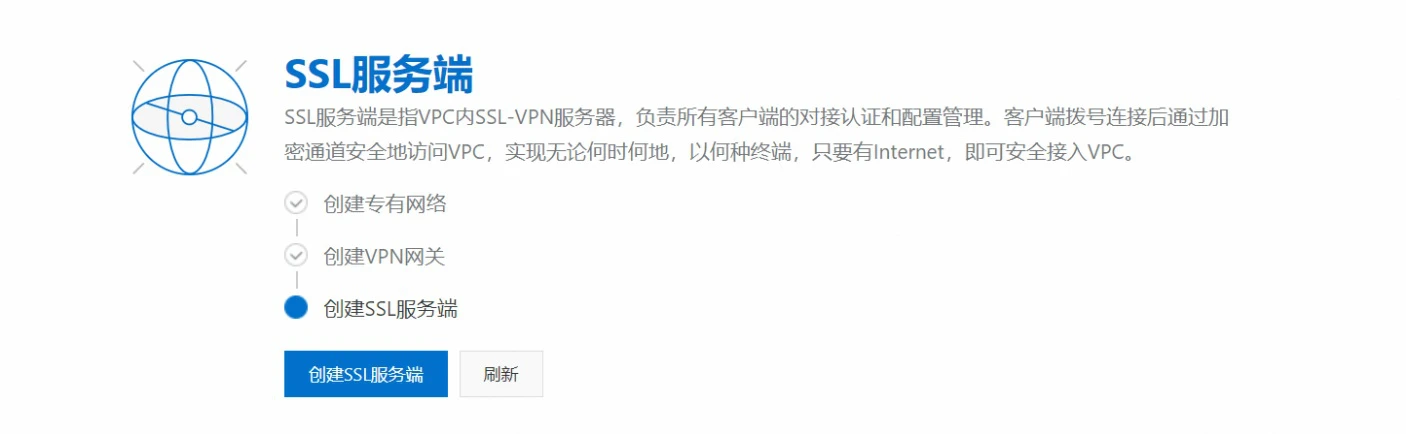 SSL服务端
SSL服务端是指VPC内SSL-VPN服务器，负责所有客户端的对接认证和配置管理。客户端拨号连接后通过加
密通道安全地访问VPC，实现无论何时何地，以何种终端，只要有Internet，即可安全接入VPC。
创建专有网络
创建VPN网关
创建SSL服务端
创建SSL服务端 刷新